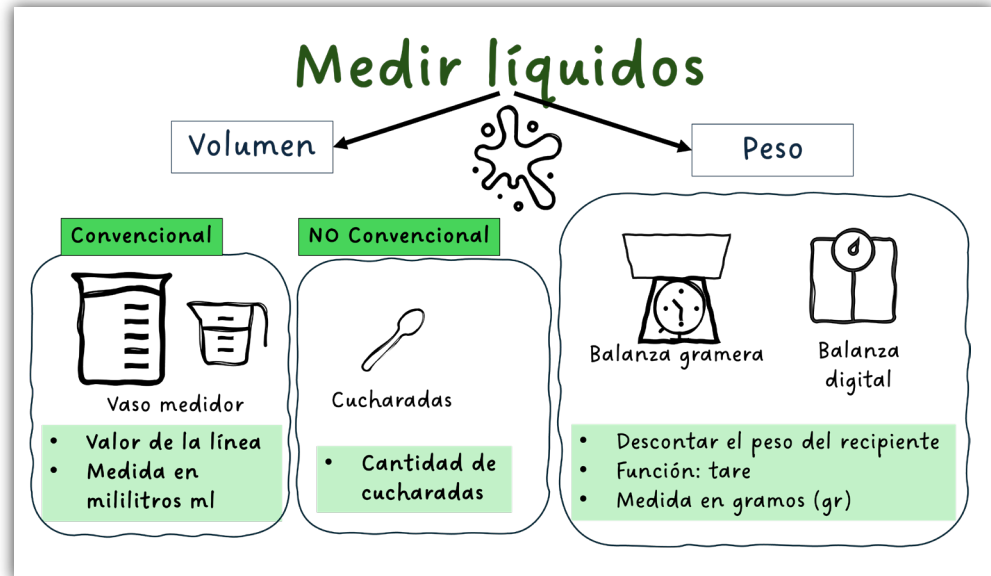 Medir líquidos
Volumen
Peso
Convencional
Vaso medidor
• Valor de la línea
• Medida en
mililitros ml
NO Convencional
Cucharadas
• Cantidad de
cucharadas
Balanza gramera
Balanza
digital
• Descontar el peso del recipiente
• Función: tare
• Medida en gramos (gr)